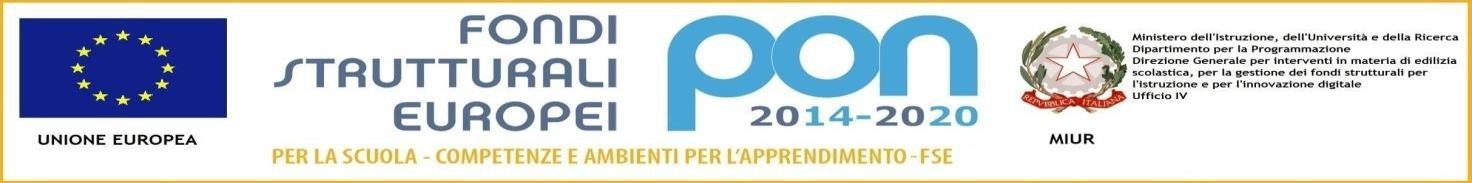 UNIONE EUROPEA
FONDI
STRUTTURALI
EUROPEI
pon
2014-2020
PER LA SCUOLA - COMPETENZE E AMBIENTI PER L'APPRENDIMENTO-FSE
REPVBBLICA ITALIANA
MIUR
Ministero dell'Istruzione, dell'Università e della Ricerca
Dipartimento per la Programmazione
Direzione Generale per interventi in materia di edilizia
scolastica, per la gestione dei fondi strutturali per
l'istruzione e per l'innovazione digitale
Ufficio IV